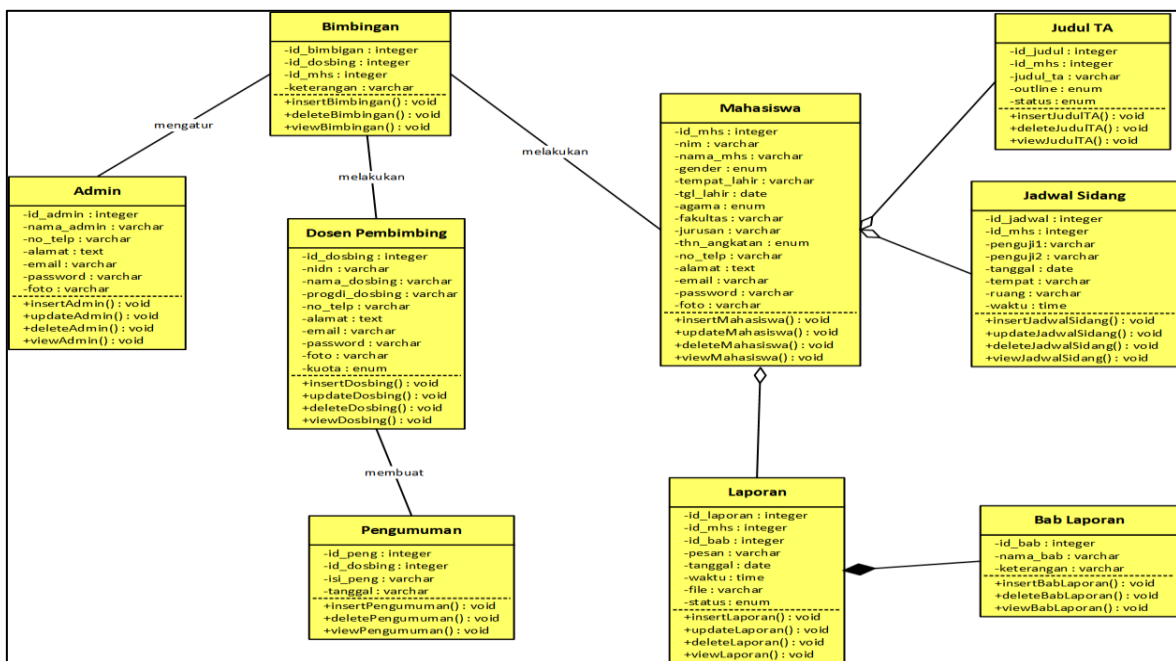 Bimbingan
-id_bimbigan : integer
-id_dosbing : integer
-id_mhs : integer
-keterangan : varchar
+insertBimbingan() : void
+deleteBimbingan() : void
+viewBimbingan() : void
mengatur
melakukan
melakukan
Admin
-id_admin : integer
-nama_admin : varchar
-no_telp : varchar
-alamat : text
-email : varchar
-password : varchar
-foto : varchar
+insertAdmin() : void
+updateAdmin() : void
+deleteAdmin() : void
+viewAdmin() : void
Dosen Pembimbing
-id_dosbing : integer
-nidn : varchar
-nama_dosbing : varchar
-progdi_dosbing : varchar
-no_telp : varchar
-alamat : text
-email : varchar
-password : varchar
-foto : varchar
-kuota : enum
+insertDosbing() : void
+updateDosbing() : void
+deleteDosbing() : void
+viewDosbing() : void
membuat
Pengumuman
-id_peng : integer
-id_dosbing : integer
-isi_peng : varchar
-tanggal : varchar
+insertPengumuman() : void
+deletePengumuman() : void
+viewPengumuman() : void
Mahasiswa
-id_mhs : integer
-nim : varchar
-nama_mhs : varchar
-gender : enum
-tempat_lahir : varchar
-tgl_lahir : date
-agama : enum
-fakultas : varchar
-jurusan : varchar
-thn_angkatan : enum
-no_telp : varchar
-alamat : text
-email : varchar
-password : varchar
-foto : varchar
+insertMahasiswa() : void
+updateMahasiswa() : void
+deleteMahasiswa() : void
+viewMahasiswa() : void
Judul TA
-id_judul : integer
-id_mhs : integer
-judul_ta : varchar
-outline : enum
-status : enum
+insertJudulTA() : void
+deleteJudulTA() : void
+viewJudulTA() : void
Jadwal Sidang
-id_jadwal : integer
-id_mhs : integer
-penguji1: varchar
-penguji2 : varchar
-tanggal : date
-tempat : varchar
-ruang : varchar
-waktu : time
+insertJadwalSidang() : void
+updateJadwalSidang() : void
+deleteJadwalSidang() : void
+viewJadwalSidang() : void
Laporan
-id_laporan : integer
-id_mhs : integer
-id_bab : integer
-pesan : varchar
-tanggal : date
-waktu : time
-file : varchar
-status : enum
+insertLaporan() : void
+updateLaporan() : void
+deleteLaporan() : void
+viewLaporan() : void
Bab Laporan
-id_bab : integer
-nama_bab : varchar
-keterangan : varchar
+insertBabLaporan() : void
+deleteBabLaporan() : void
+viewBabLaporan() : void